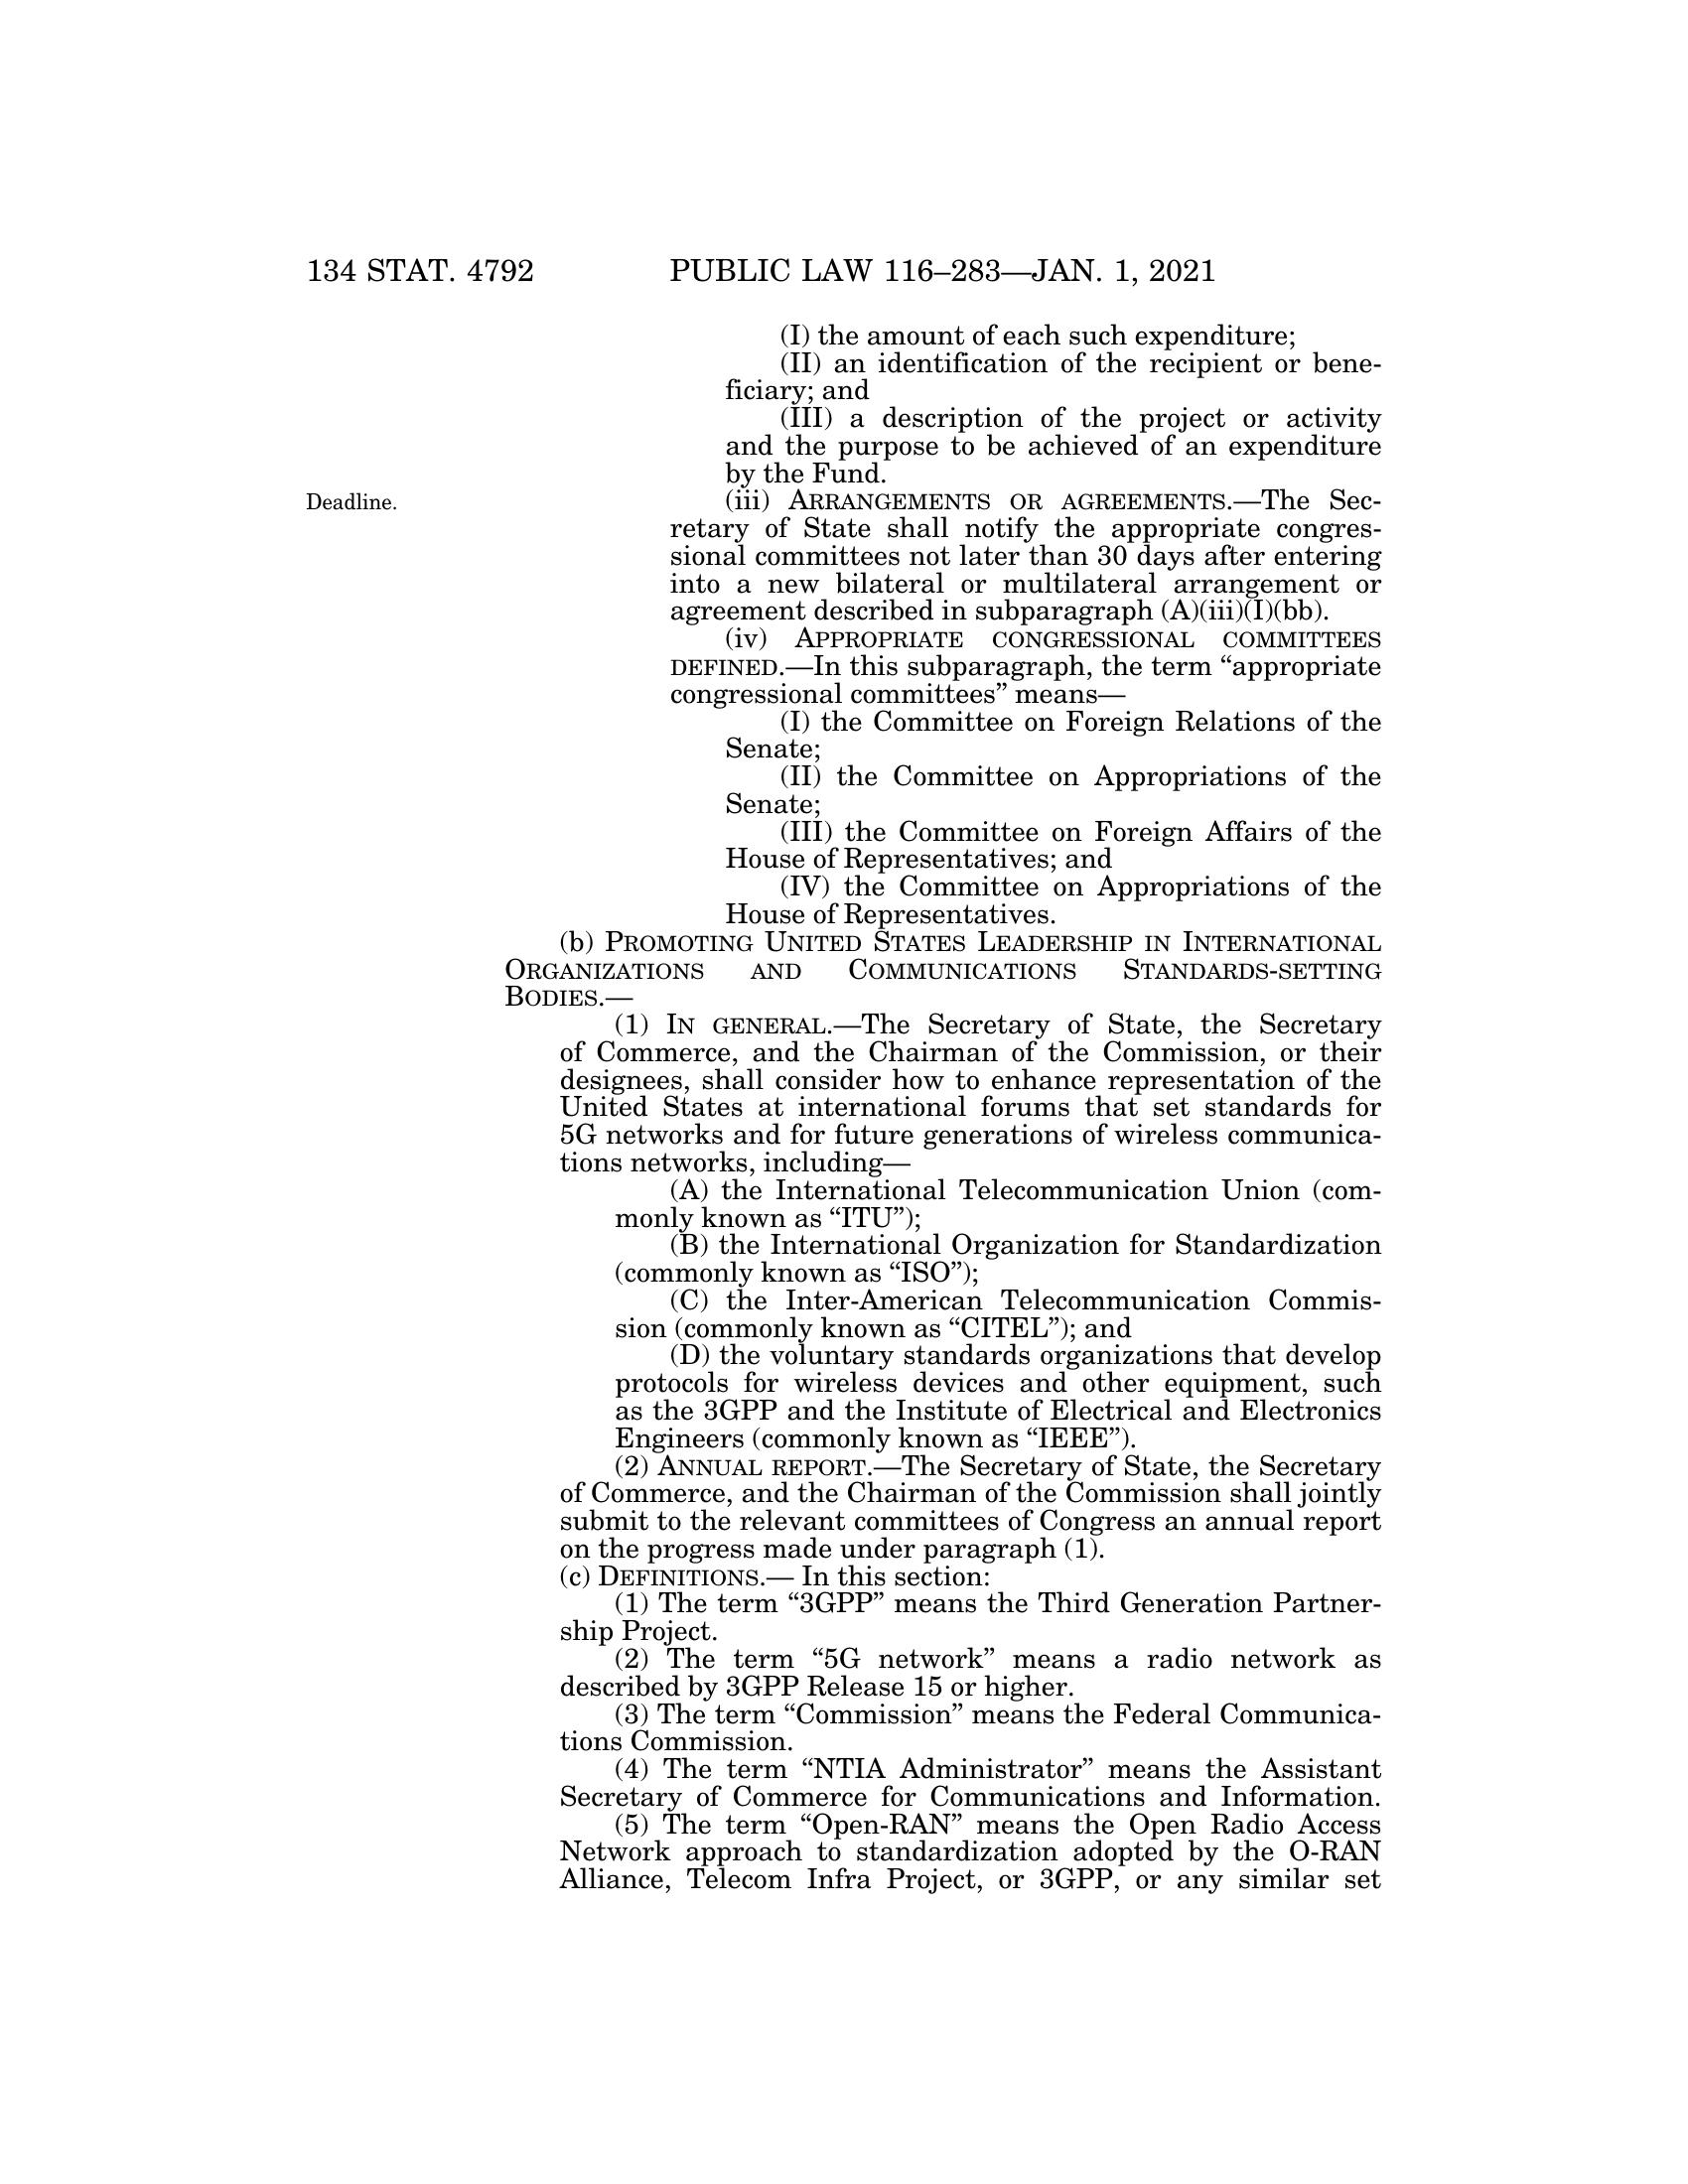 134 STAT. 4792 PUBLIC LAW 116–283—JAN. 1, 2021
(I) the amount of each such expenditure;
(II) an identification of the recipient or bene-
ficiary; and
(III) a description of the project or activity
and the purpose to be achieved of an expenditure
by the Fund.
Deadline.
(iii) ARRANGEMENTS OR AGREEMENTS.—The Sec-
retary of State shall notify the appropriate congres-
sional committees not later than 30 days after entering
into a new bilateral or multilateral arrangement or
agreement described in subparagraph (A)(iii)(I)(bb).
(iv) APPROPRIATE CONGRESSIONAL COMMITTEES
DEFINED.—In this subparagraph, the term “appropriate
congressional committees” means—
(I) the Committee on Foreign Relations of the
Senate;
(II) the Committee on Appropriations of the
Senate;
(III) the Committee on Foreign Affairs of the
House of Representatives; and
(IV) the Committee on Appropriations of the
House of Representatives.
(b) PROMOTING UNITED STATES LEADERSHIP IN INTERNATIONAL
ORGANIZATIONS AND COMMUNICATIONS STANDARDS-SETTING
BODIES.—
(1) IN GENERAL.—The Secretary of State, the Secretary
of Commerce, and the Chairman of the Commission, or their
designees, shall consider how to enhance representation of the
United States at international forums that set standards for
5G networks and for future generations of wireless communica-
tions networks, including—
(A) the International Telecommunication Union (com-
monly known as “ITU”);
(B) the International Organization for Standardization
(commonly known as “ISO”);
(C) the Inter-American Telecommunication Commis-
sion (commonly known as “CITEL”); and
(D) the voluntary standards organizations that develop
protocols for wireless devices and other equipment, such
as the 3GPP and the Institute of Electrical and Electronics
Engineers (commonly known as “IEEE”).
(2) ANNUAL REPORT.—The Secretary of State, the Secretary
of Commerce, and the Chairman of the Commission shall jointly
submit to the relevant committees of Congress an annual report
on the progress made under paragraph (1).
(c) DEFINITIONS.— In this section:
(1) The term “3GPP” means the Third Generation Partner-
ship Project.
(2) The term “5G network” means a radio network as
described by 3GPP Release 15 or higher.
(3) The term “Commission” means the Federal Communica-
tions Commission.
(4) The term “NTIA Administrator” means the Assistant
Secretary of Commerce for Communications and Information.
(5) The term “Open-RAN” means the Open Radio Access
Network approach to standardization adopted by the O-RAN
Alliance, Telecom Infra Project, or 3GPP, or any similar set